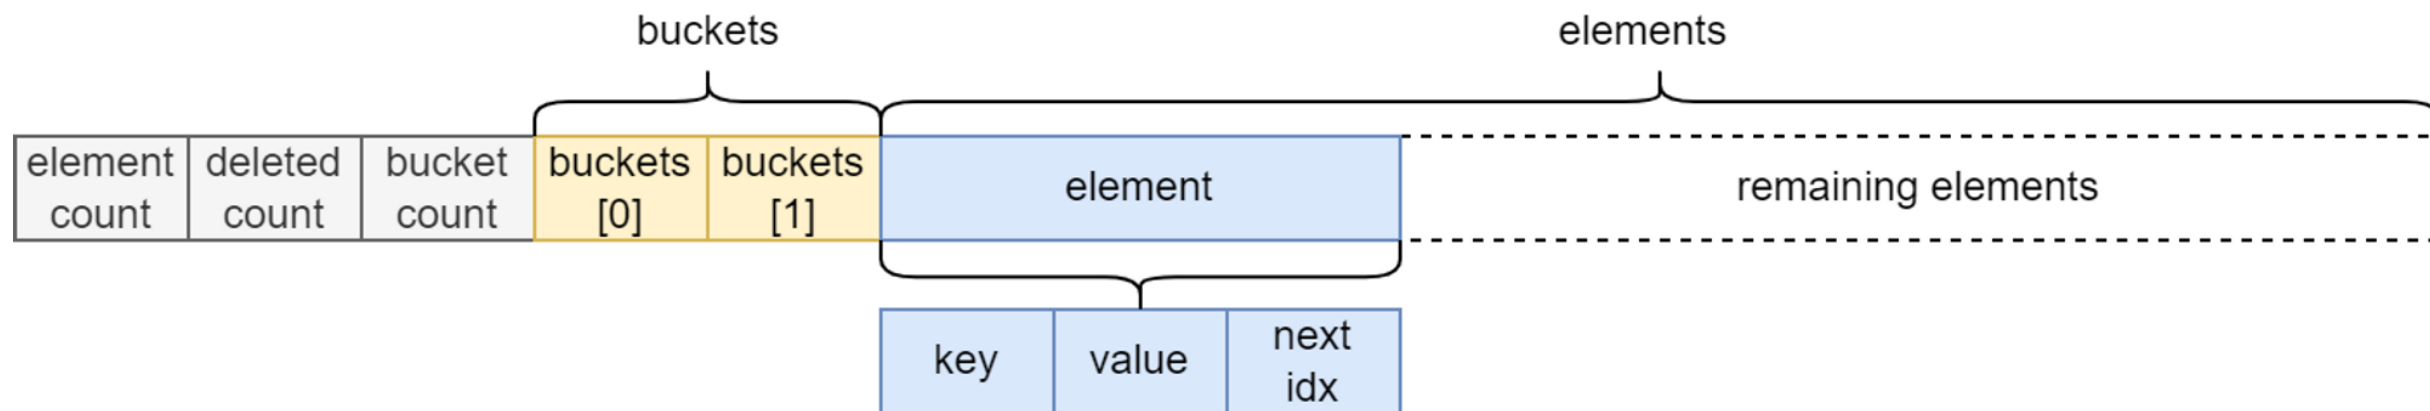 buckets
elements
element
count
deleted
count
bucket
count
buckets
[0]
buckets
[1]
element
remaining elements
key
value
next
idx